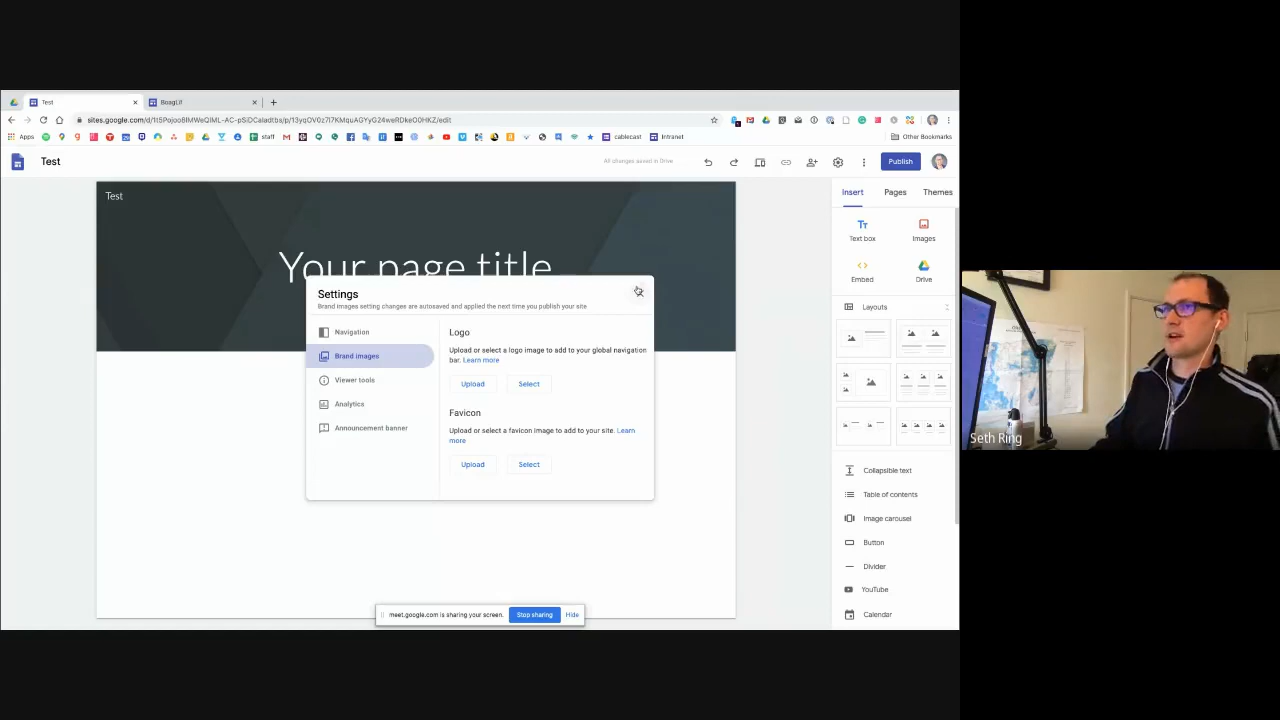 Test
BoagLif
Apps
staff
cablecast
Intranet
Other Bookmarks
Test
All changes saved in Drive
Publish
Test
Your page title
Insert
Pages
Themes
Text box
Images
Embed
Drive
Layouts
Collapsible text
Table of contents
Image carousel
Button
Divider
YouTube
Calendar
Settings
Brand images setting changes are autosaved and applied the next time you publish your site
Navigation
Brand images
Viewer tools
Analytics
Announcement banner
Logo
Upload or select a logo image to add to your global navigation
bar. Learn more
Upload
Select
Favicon
Upload or select a favicon image to add to your site. Learn
more
Upload
Select
meet.google.com is sharing your screen.
Stop sharing
Hide
Seth Ring